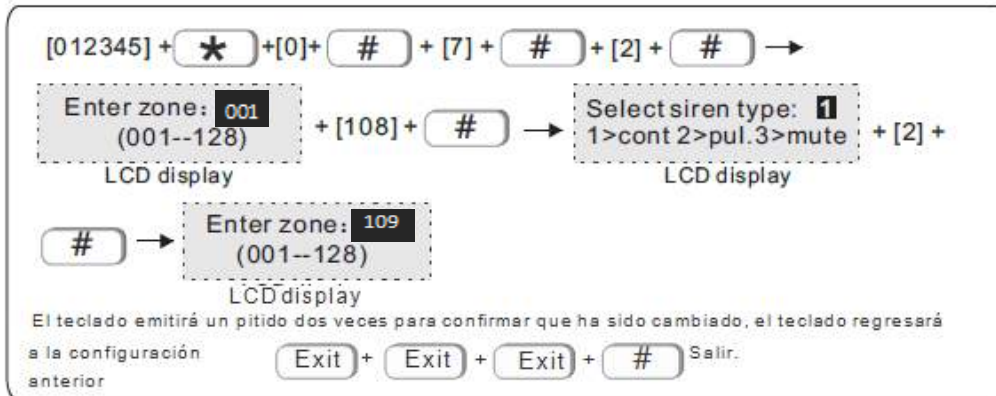 [012345] + * +[0]+ # + [7] + # + [2] + # →
Enter zone: 001
(001--128)
LCD display
+ [108] + # →
Select siren type: 1
1>cont 2>pul.3>mute
LCD display
+ [2] +
# →
Enter zone: 109
(001--128)
LCD display
El teclado emitirá un pitido dos veces para confirmar que ha sido cambiado, el teclado regresará
a la configuración
anterior
Exit + Exit + Exit + # Salir.